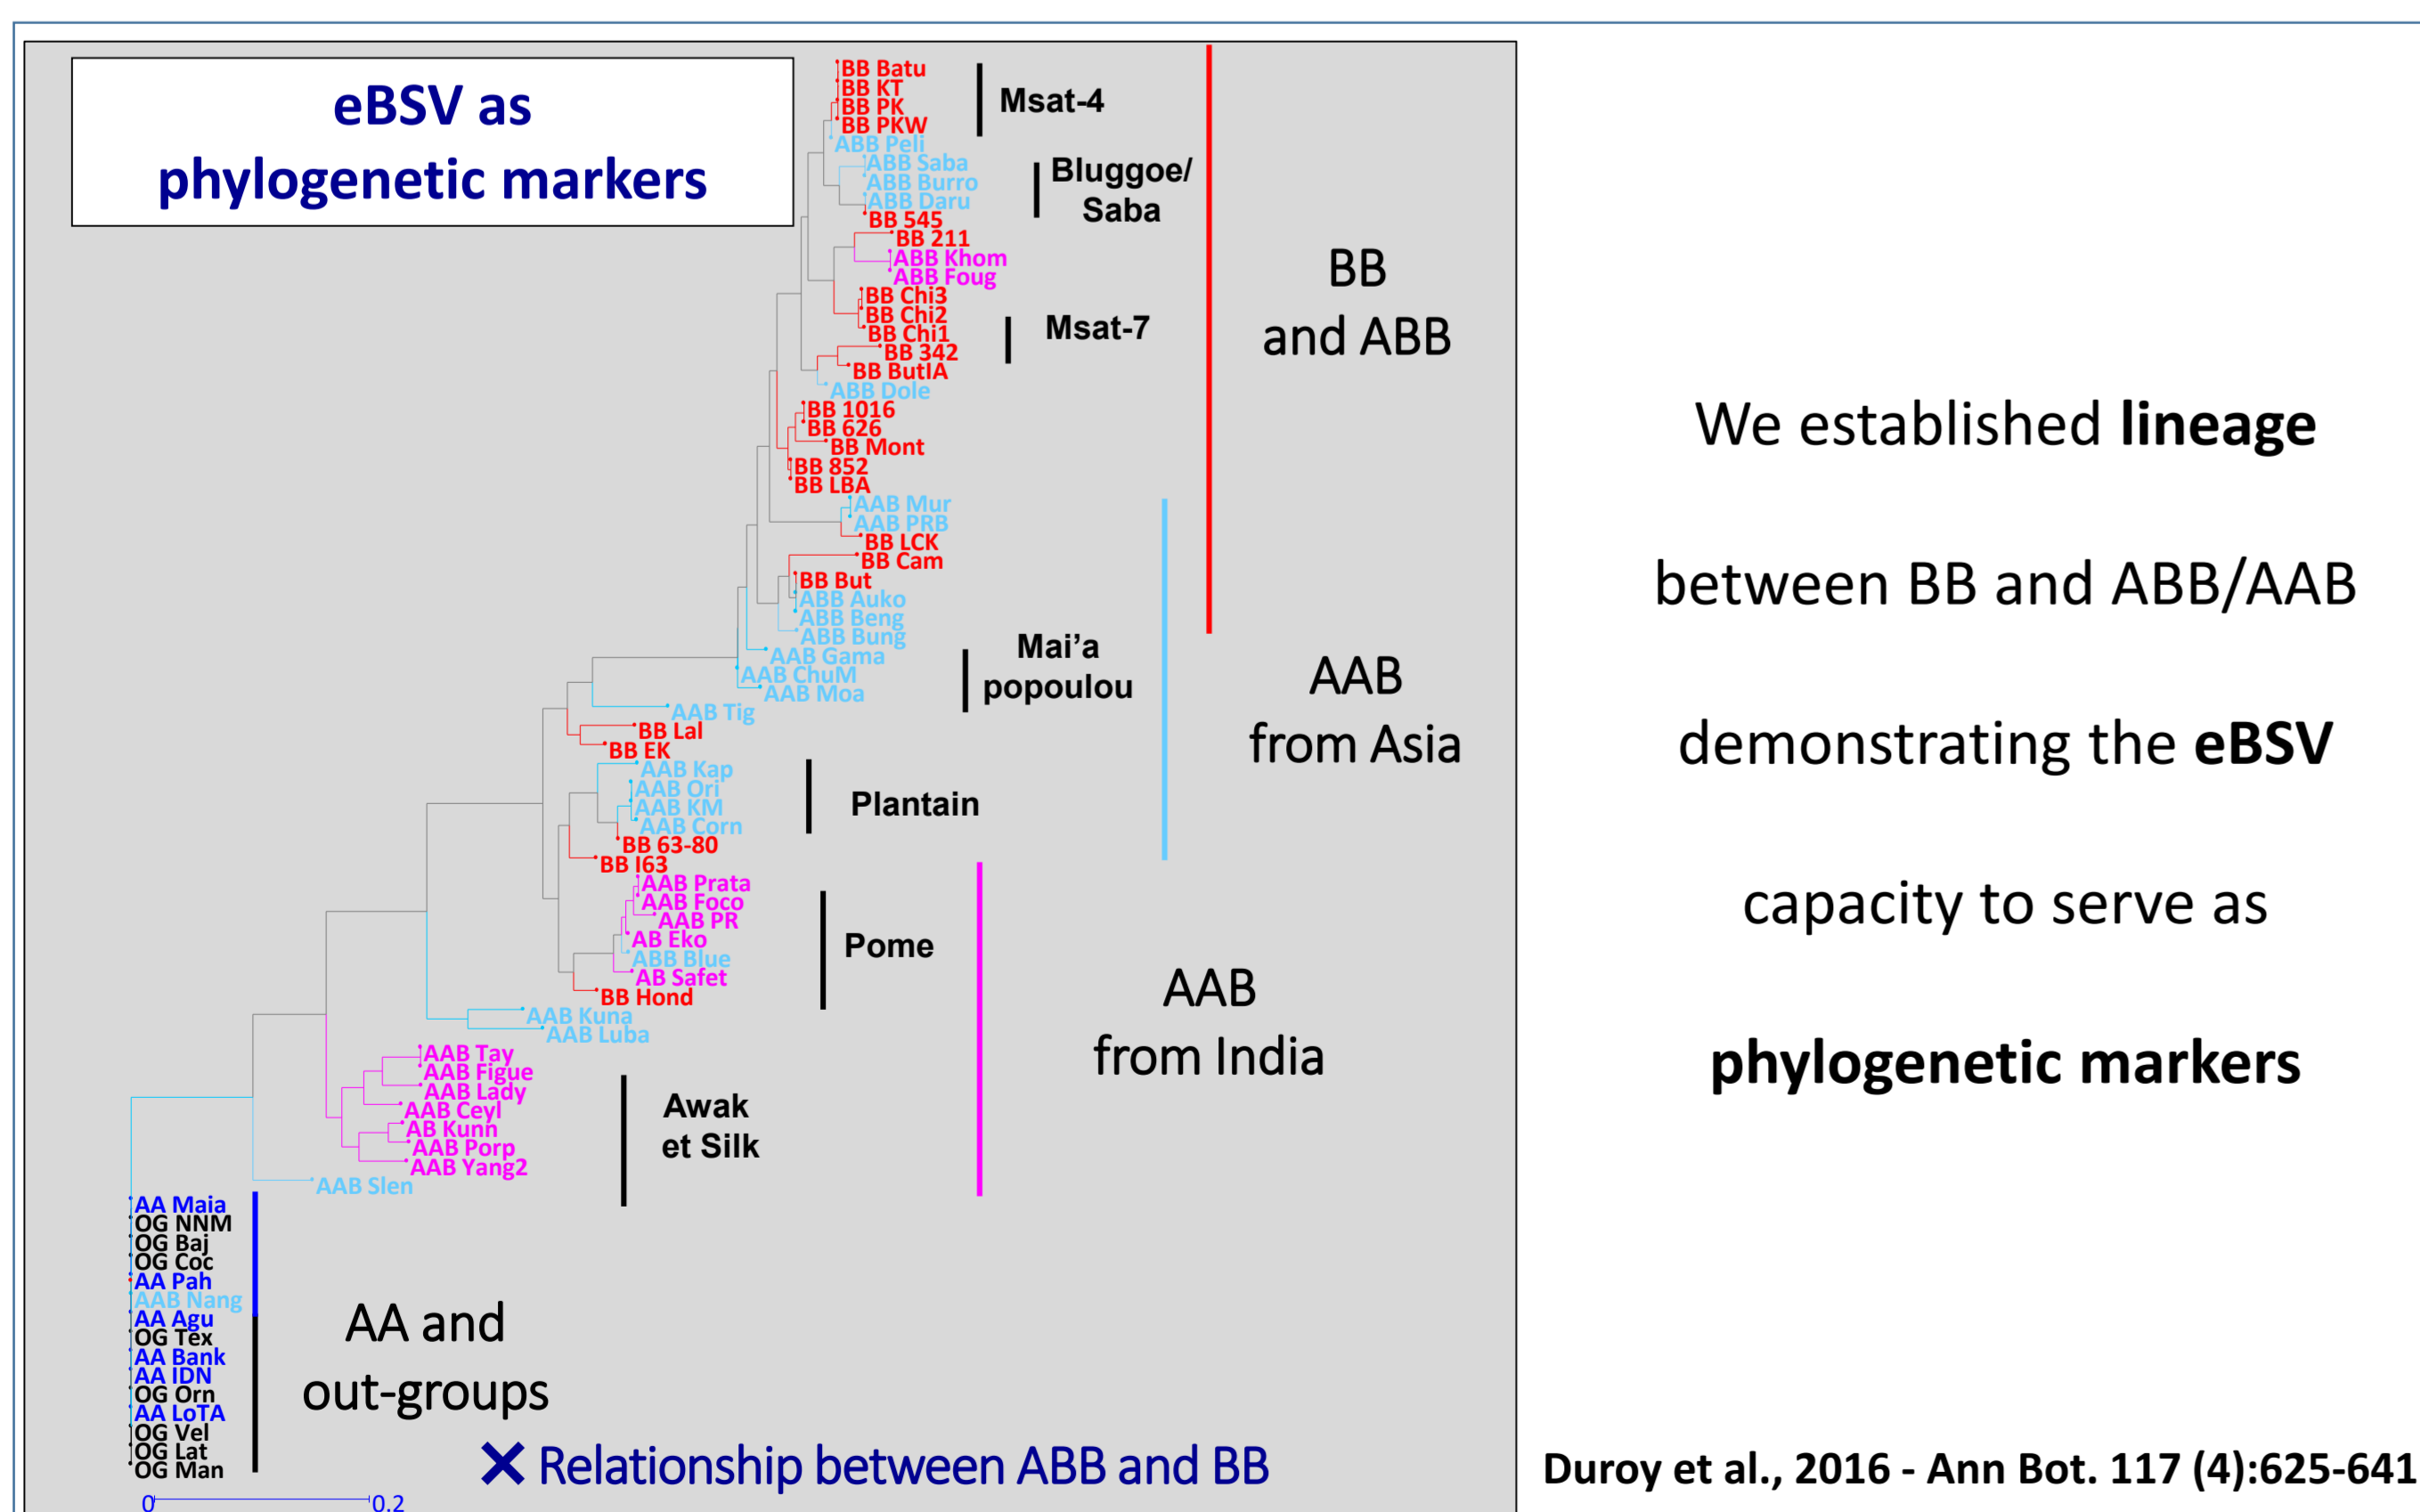 eBSV as
phylogenetic markers
BB Batu
BB KT
BB PK
BB PKW
ABB Peli
ABB Saba
ABB Burro
ABB Daru
BB 545
BB 211
ABB Khom
ABB Foug
BB Chi3
BB Chi2
BB Chi1
BB 342
BB ButIA
ABB Dole
BB 1016
BB 626
BB Mont
BB 852
BB LBA
AAB Mur
AAB PRB
BB LCK
BB Cam
BB But
ABB Auko
ABB Beng
ABB Bung
AAB Gama
AAB ChuM
AAB Moa
AAB Tig
BB Lal
BB EK
AAB Kap
AAB Ori
AAB KM
AAB Corn
BB 63-80
BB I63
AAB Prata
AAB Foco
AAB PR
AB Eko
ABB Blue
AB Safet
BB Hond
AAB Kuna
AAB Luba
AAB Tay
AAB Figue
AAB Lady
AAB Ceyl
AB Kunn
AAB Porp
AAB Yang2
AAB Slen
AA Maia
OG NNM
OG Baj
OG Coc
AA Pah
AAB Nang
AA Agu
OG Tex
AA Bank
AA IDN
OG Orn
AA LoTA
OG Vel
OG Lat
OG Man
0 0.2
Msat-4
Bluggoe/
Saba
Msat-7
Mai’a
popoulou
Plantain
Pome
Awak
et Silk
BB
and ABB
AAB
from Asia
AAB
from India
AA and
out-groups
✕ Relationship between ABB and BB
We established lineage
between BB and ABB/AAB
demonstrating the eBSV
capacity to serve as
phylogenetic markers
Duroy et al., 2016 - Ann Bot. 117 (4):625-641